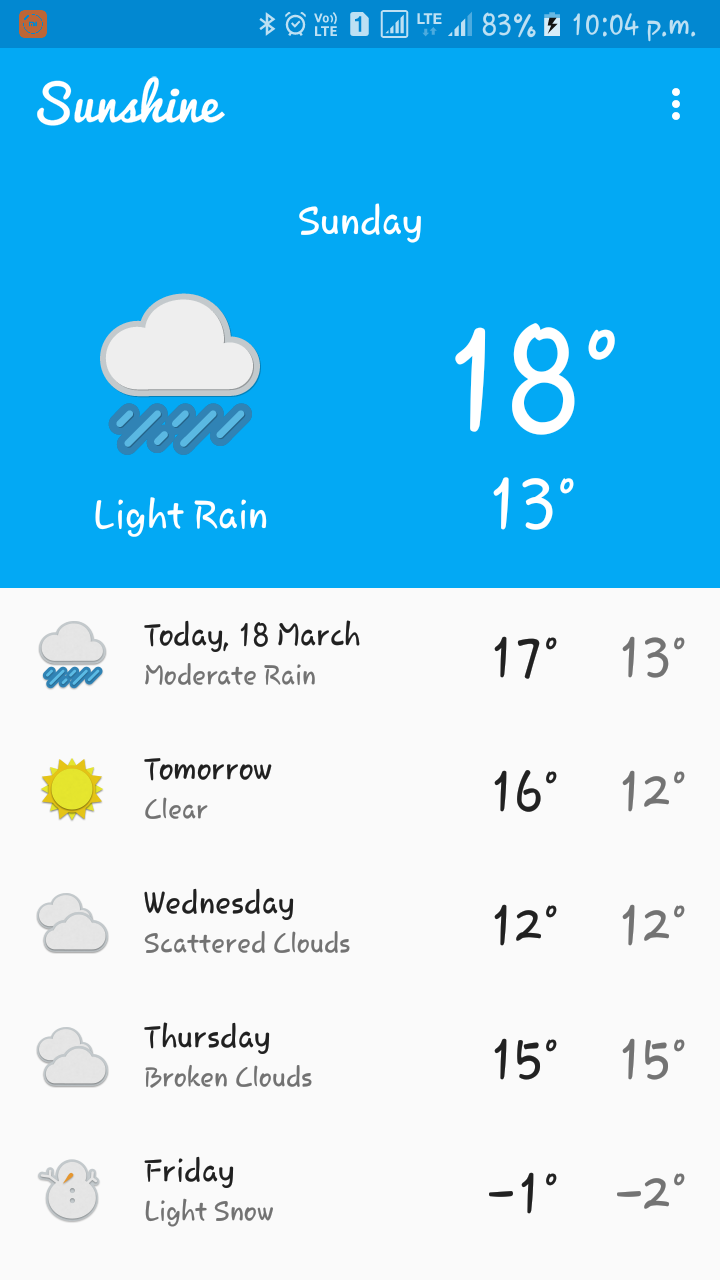 Vo)) LTE 1 LTE 83% 10:04 p.m.
Sunshine
Sunday
18°
13°
Light Rain
Today, 18 March
Moderate Rain
17° 13°
Tomorrow
Clear
16° 12°
Wednesday
Scattered Clouds
12° 12°
Thursday
Broken Clouds
15° 15°
Friday
Light Snow
-1° -2°